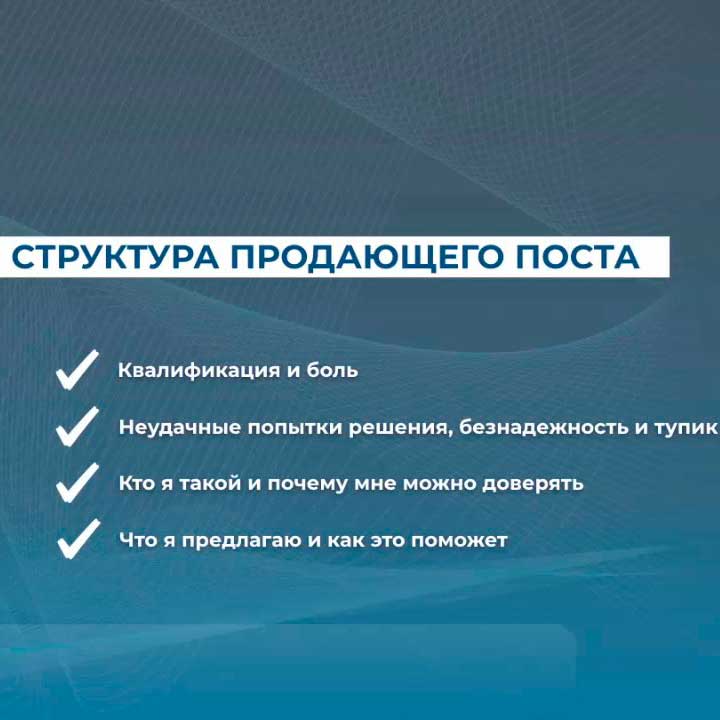 СТРУКТУРА ПРОДАЮЩЕГО ПОСТА
Квалификация и боль
Неудачные попытки решения, безнадежность и тупик
Кто я такой и почему мне можно доверять
Что я предлагаю и как это поможет